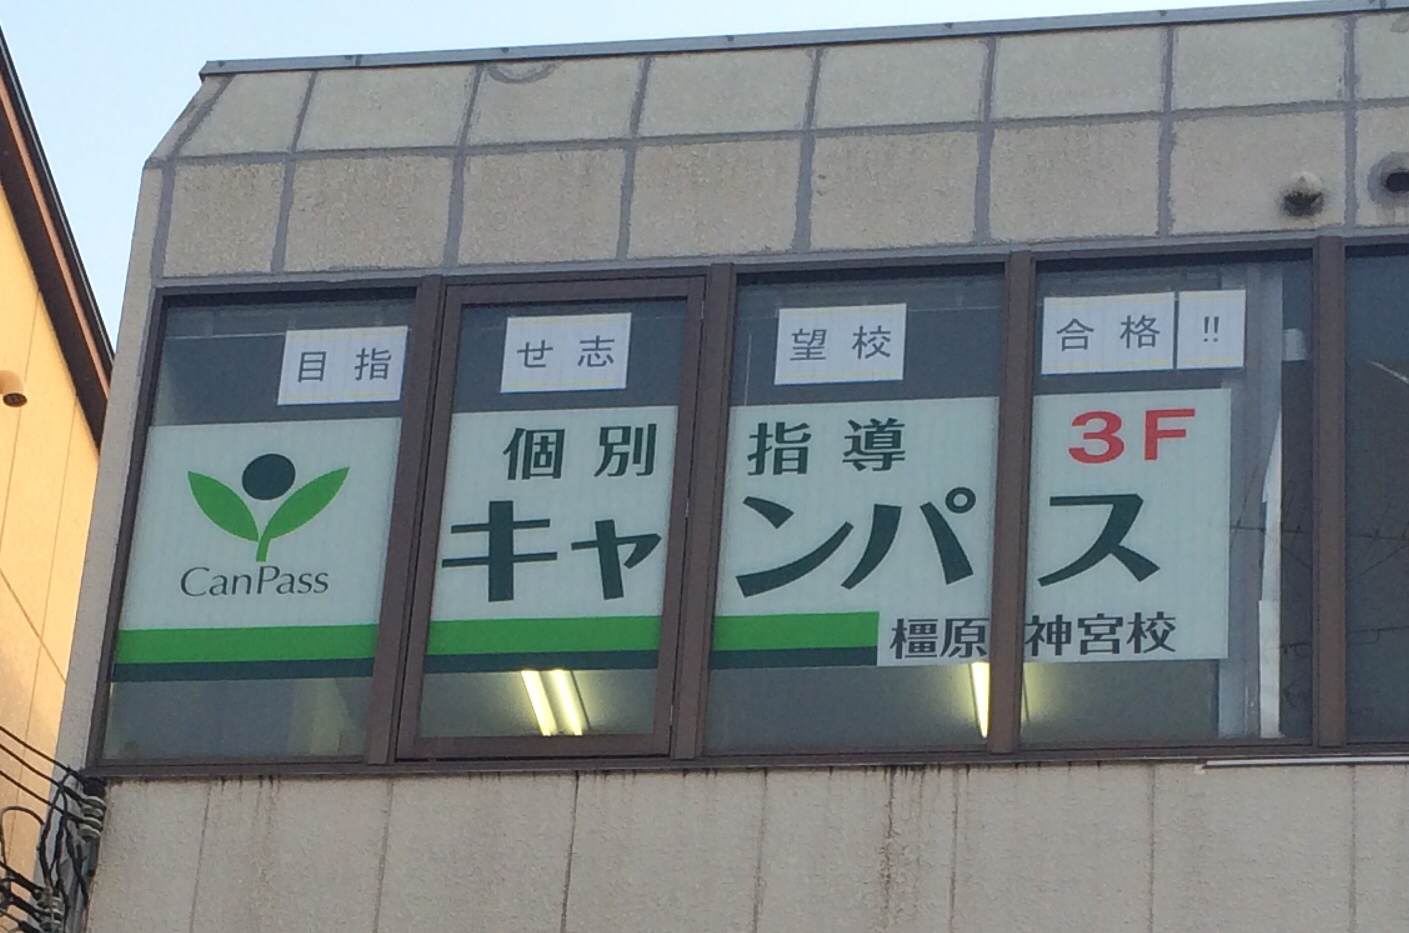 目指せ志望校合格!!
個別指導 3F
キャンパス
CanPass
橿原神宮校